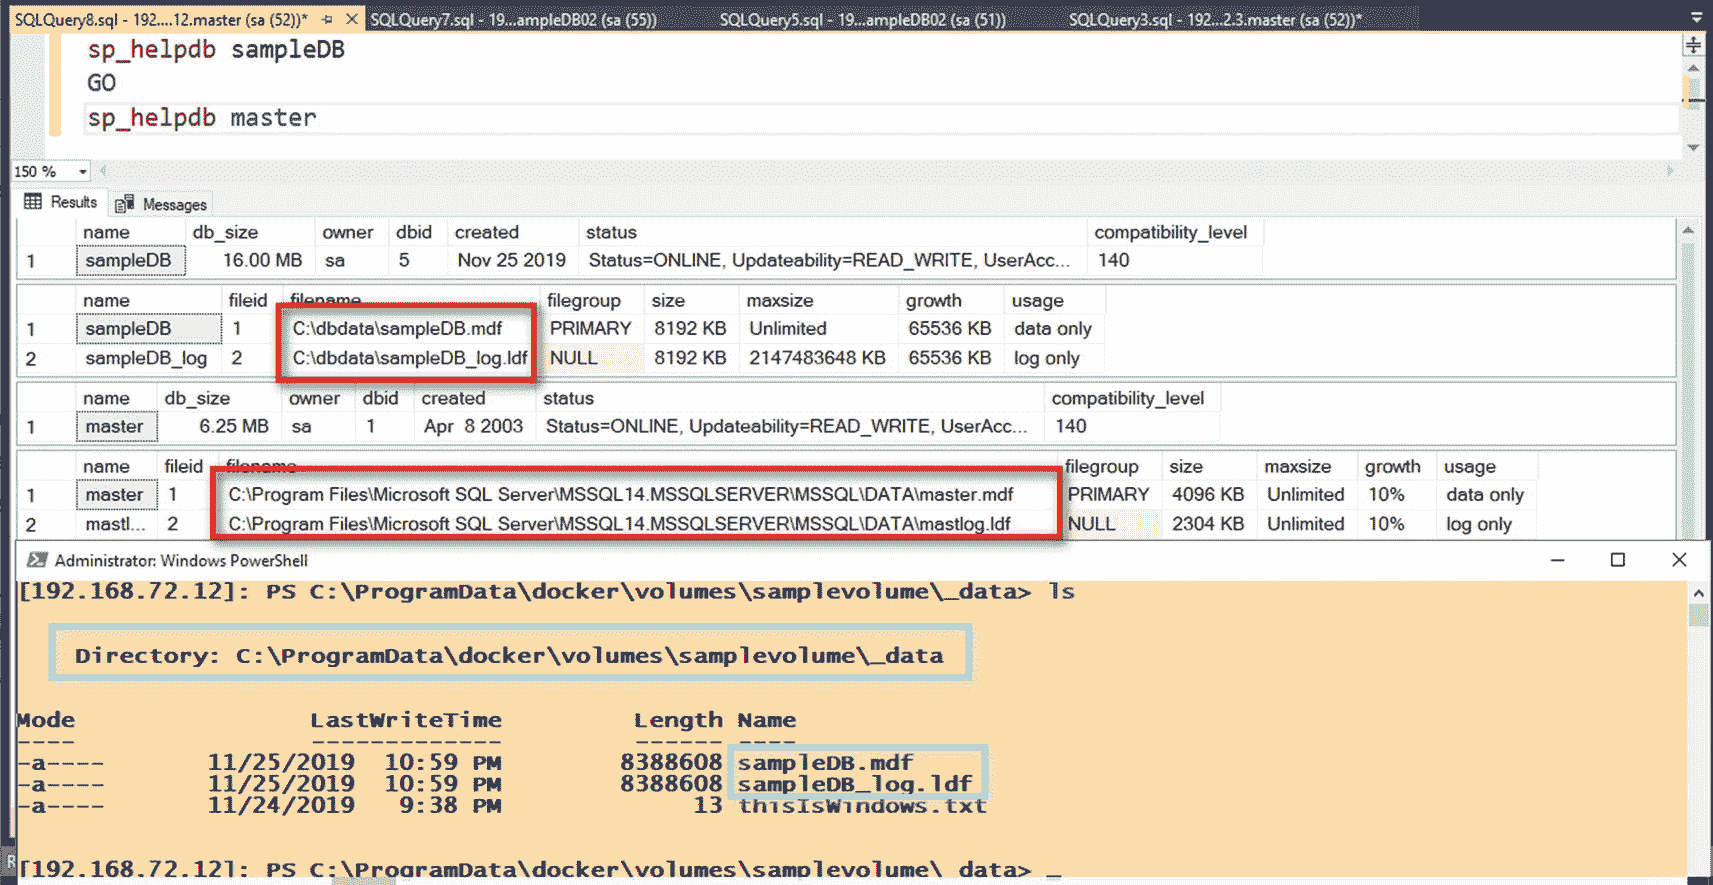 SQLQuery8.sql - 192....12.master (sa (52))* SQLQuery7.sql - 19...ampleDB02 (sa (55)) SQLQuery5.sql - 19...ampleDB02 (sa (51)) SQLQuery3.sql - 192...2.3.master (sa (52))*
sp_helpdb sampleDB
GO
sp_helpdb master
150 %
Results Messages
name db_size owner dbid created status compatibility_level
1 sampleDB 16.00 MB sa 5 Nov 25 2019 Status=ONLINE, Updateability=READ_WRITE, UserAcc... 140
name fileid filename filegroup size maxsize growth usage
1 sampleDB 1 C:\dbdata\sampleDB.mdf PRIMARY 8192 KB Unlimited 65536 KB data only
2 sampleDB_log 2 C:\dbdata\sampleDB_log.ldf NULL 8192 KB 2147483648 KB 65536 KB log only
name db_size owner dbid created status compatibility_level
1 master 6.25 MB sa 1 Apr 8 2003 Status=ONLINE, Updateability=READ_WRITE, UserAcc... 140
name fileid filename filegroup size maxsize growth usage
1 master 1 C:\Program Files\Microsoft SQL Server\MSSQL14.MSSQLSERVER\MSSQL\DATA\master.mdf PRIMARY 4096 KB Unlimited 10% data only
2 mastl... 2 C:\Program Files\Microsoft SQL Server\MSSQL14.MSSQLSERVER\MSSQL\DATA\mastlog.ldf NULL 2304 KB Unlimited 10% log only
Administrator: Windows PowerShell
[192.168.72.12]: PS C:\ProgramData\docker\volumes\samplevolume\_data> ls
Directory: C:\ProgramData\docker\volumes\samplevolume\_data
Mode LastWriteTime Length Name
---- ------------- ------ ----
-a---- 11/25/2019 10:59 PM 8388608 sampleDB.mdf
-a---- 11/25/2019 10:59 PM 8388608 sampleDB_log.ldf
-a---- 11/24/2019 9:38 PM 13 thisIsWindows.txt
[192.168.72.12]: PS C:\ProgramData\docker\volumes\samplevolume\_data> _